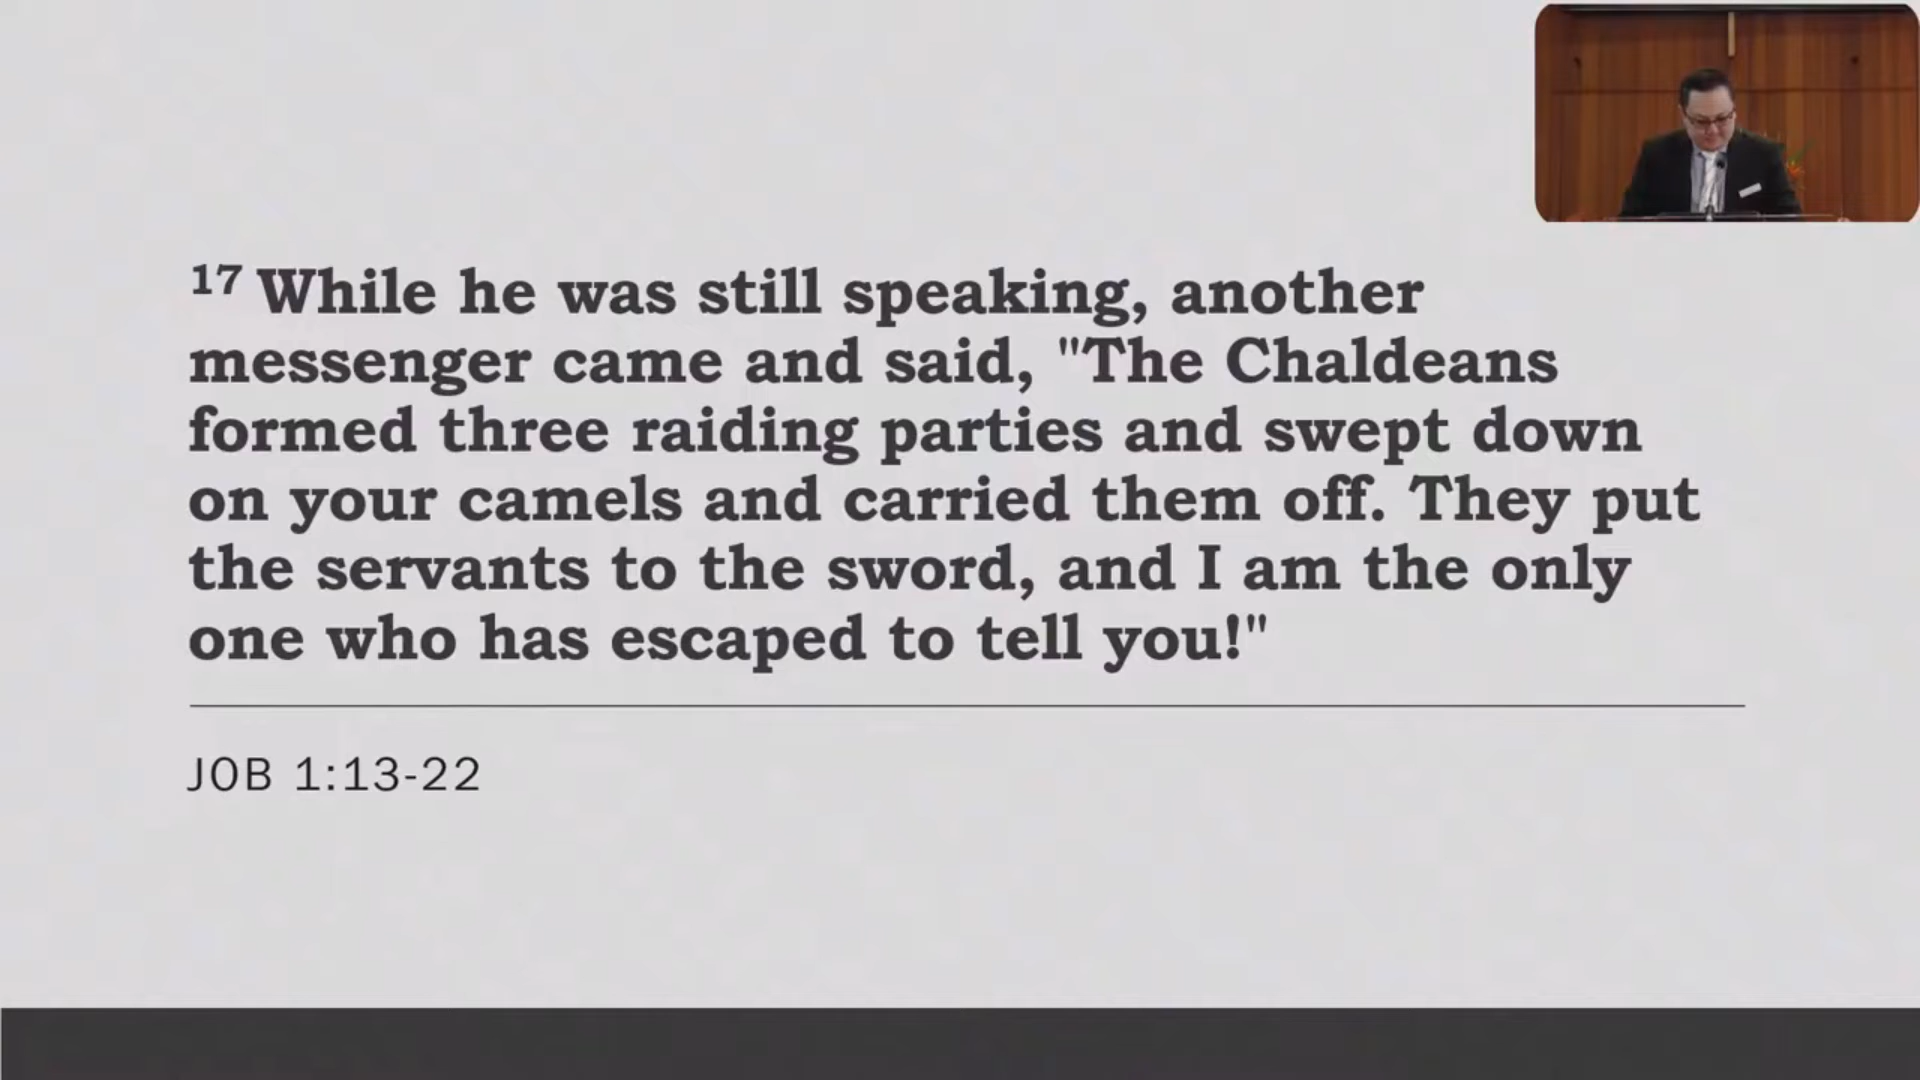 17 While he was still speaking, another
messenger came and said, "The Chaldeans
formed three raiding parties and swept down
on your camels and carried them off. They put
the servants to the sword, and I am the only
one who has escaped to tell you!"
JOB 1:13-22